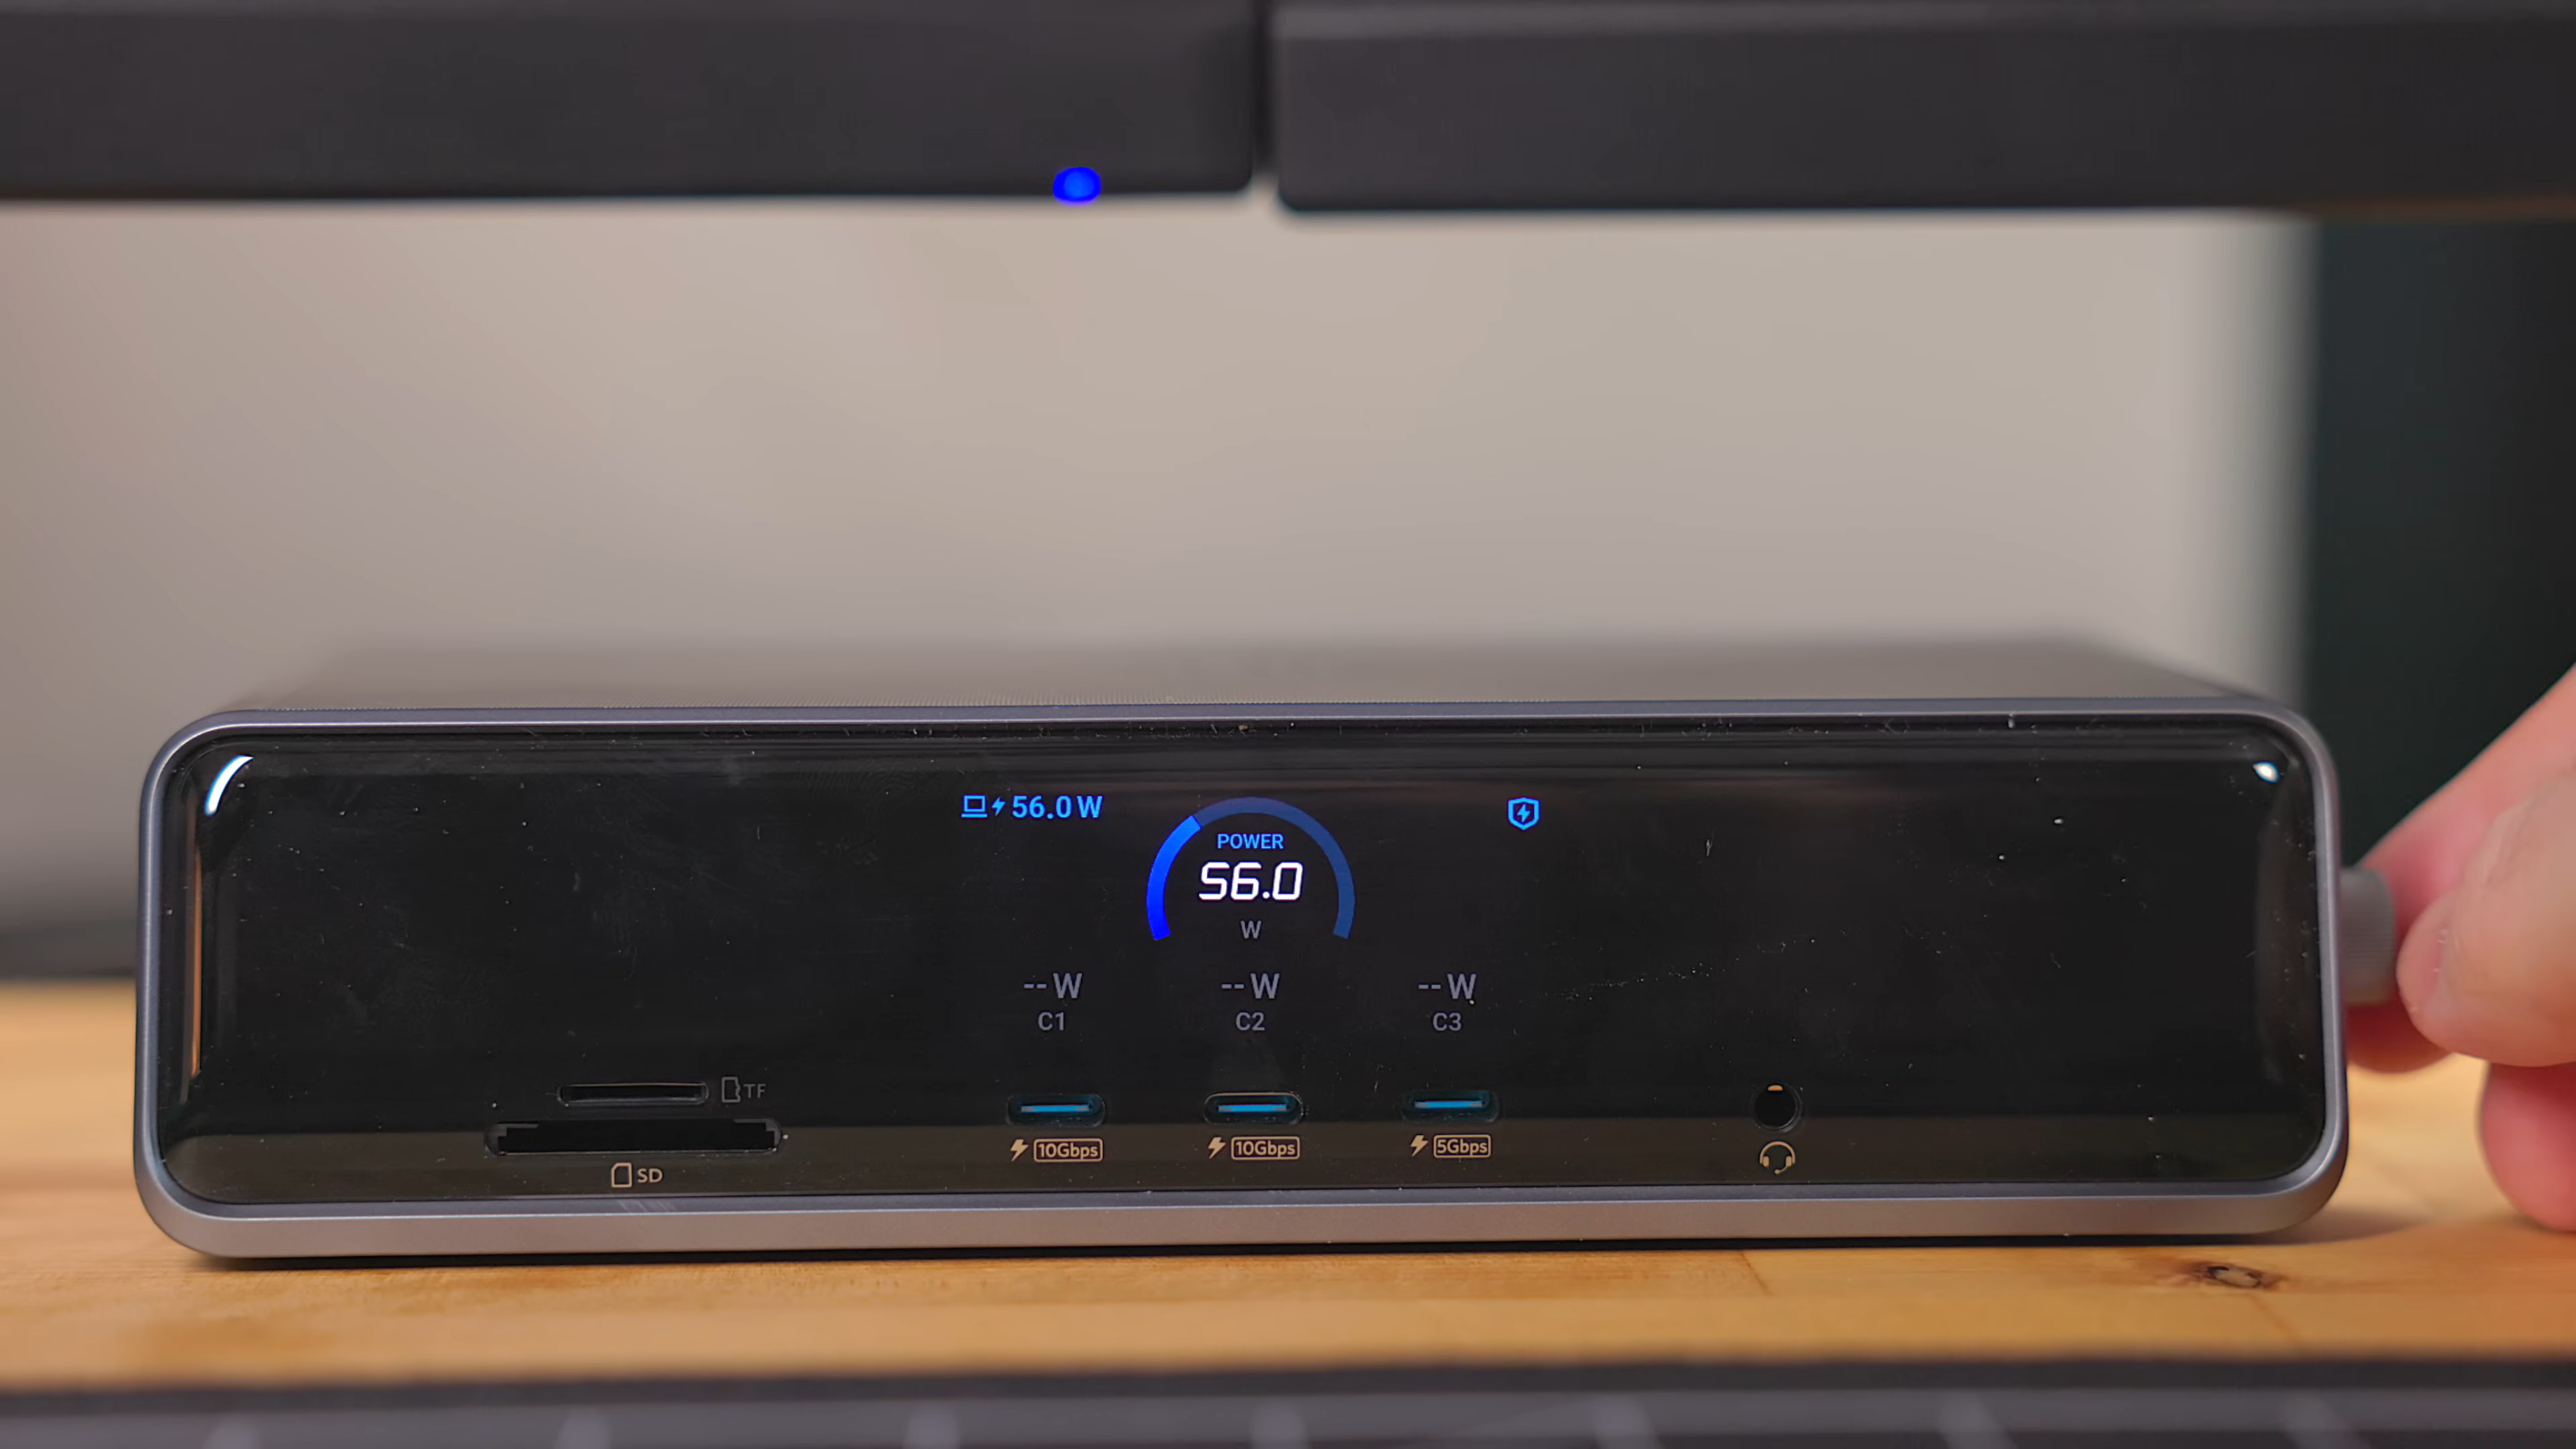 56.0 W
POWER
56.0
W
-- W
-- W
-- W
C1
C2
C3
TF
10Gbps
10Gbps
5Gbps
SD